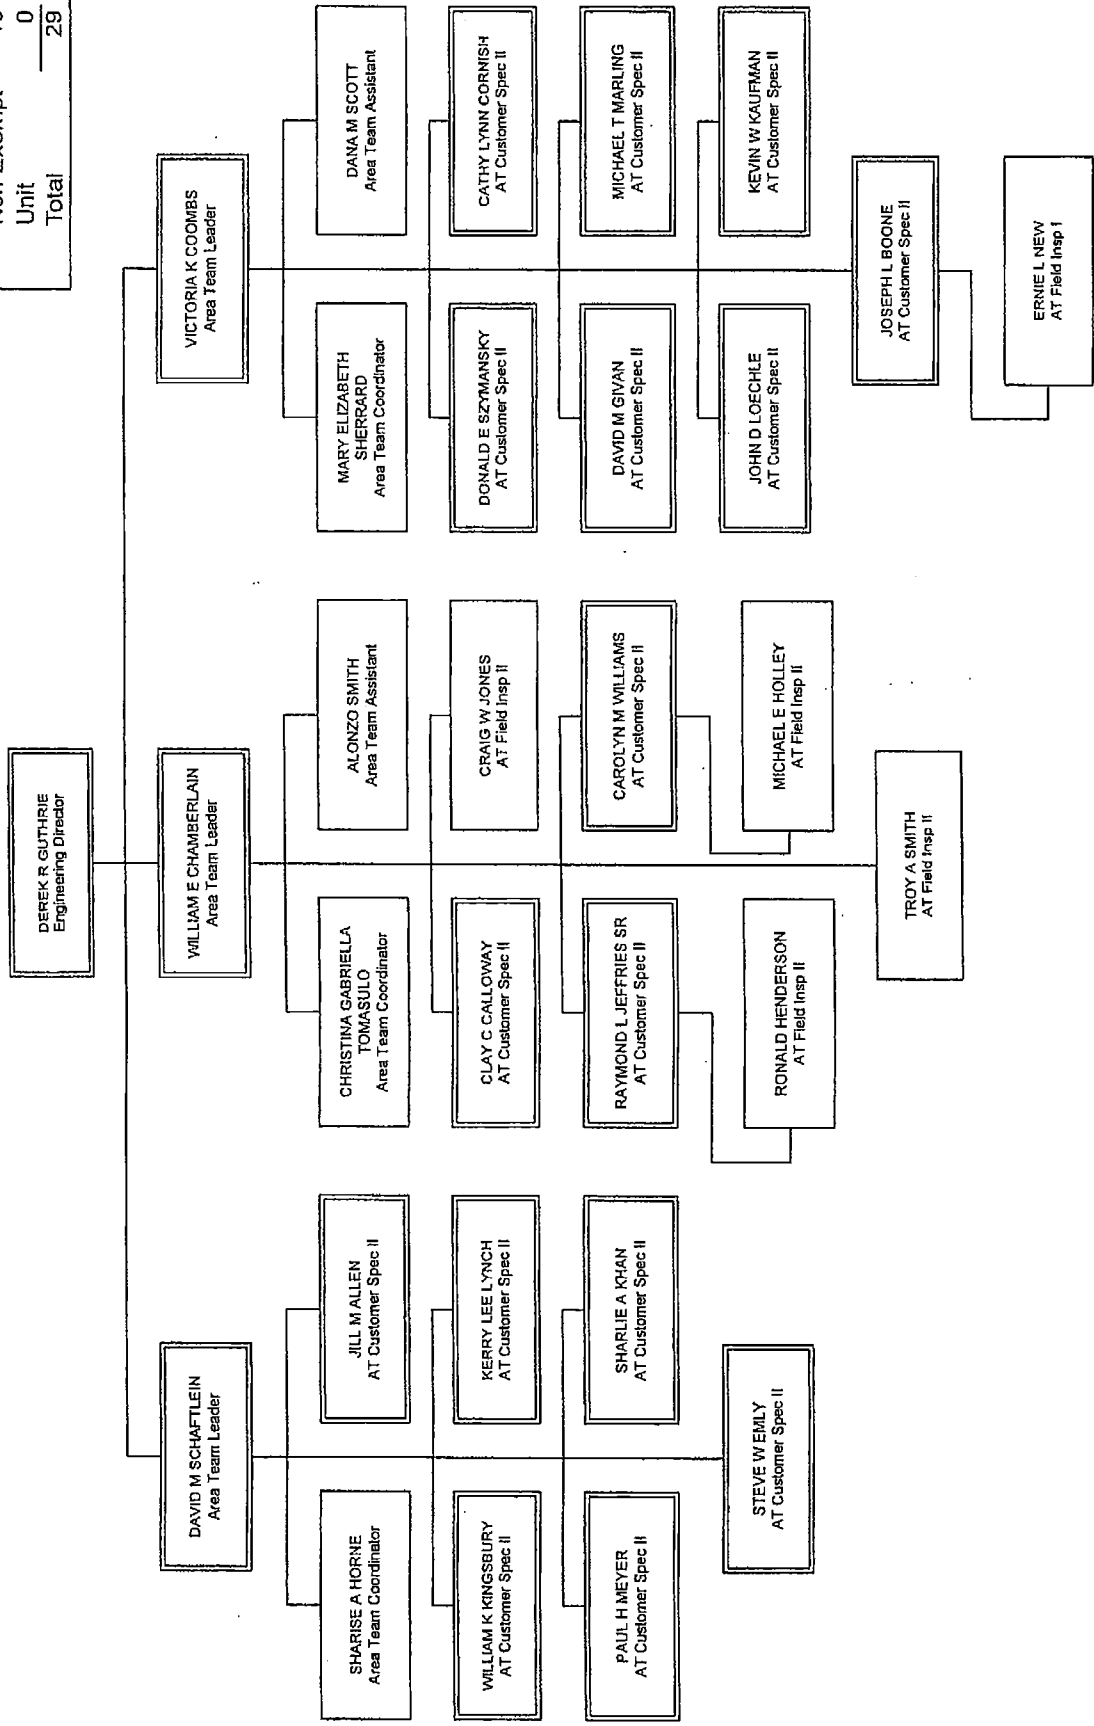 Unit 0
Total 29
DEREK R GUTHRIE
Engineering Director
DAVID M SCHAFTLEIN
Area Team Leader
WILLIAM E CHAMBERLAIN
Area Team Leader
VICTORIA K COOMBS
Area Team Leader
SHARISE A HORNE
Area Team Coordinator
JILL M ALLEN
AT Customer Spec II
CHRISTINA GABRIELLA
TOMASULO
Area Team Coordinator
ALONZO SMITH
Area Team Assistant
MARY ELIZABETH
SHERRARD
Area Team Coordinator
DANA M SCOTT
Area Team Assistant
WILLIAM K KINGSBURY
AT Customer Spec II
KERRY LEE LYNCH
AT Customer Spec II
CLAY C CALLOWAY
AT Customer Spec II
CRAIG W JONES
AT Field Insp II
DONALD E SZYMANSKY
AT Customer Spec II
CATHY LYNN CORNISH
AT Customer Spec II
PAUL H MEYER
AT Customer Spec II
SHARLIE A KHAN
AT Customer Spec II
RAYMOND L JEFFRIES SR
AT Customer Spec II
CAROLYN M WILLIAMS
AT Customer Spec II
DAVID M GIVAN
AT Customer Spec II
MICHAEL T MARLING
AT Customer Spec II
STEVE W EMLY
AT Customer Spec II
RONALD HENDERSON
AT Field Insp II
MICHAEL E HOLLEY
AT Field Insp II
JOHN D LOECHLE
AT Customer Spec II
KEVIN W KAUFMAN
AT Customer Spec II
TROY A SMITH
AT Field Insp II
JOSEPH L BOONE
AT Customer Spec II
ERNIE L NEW
AT Field Insp I